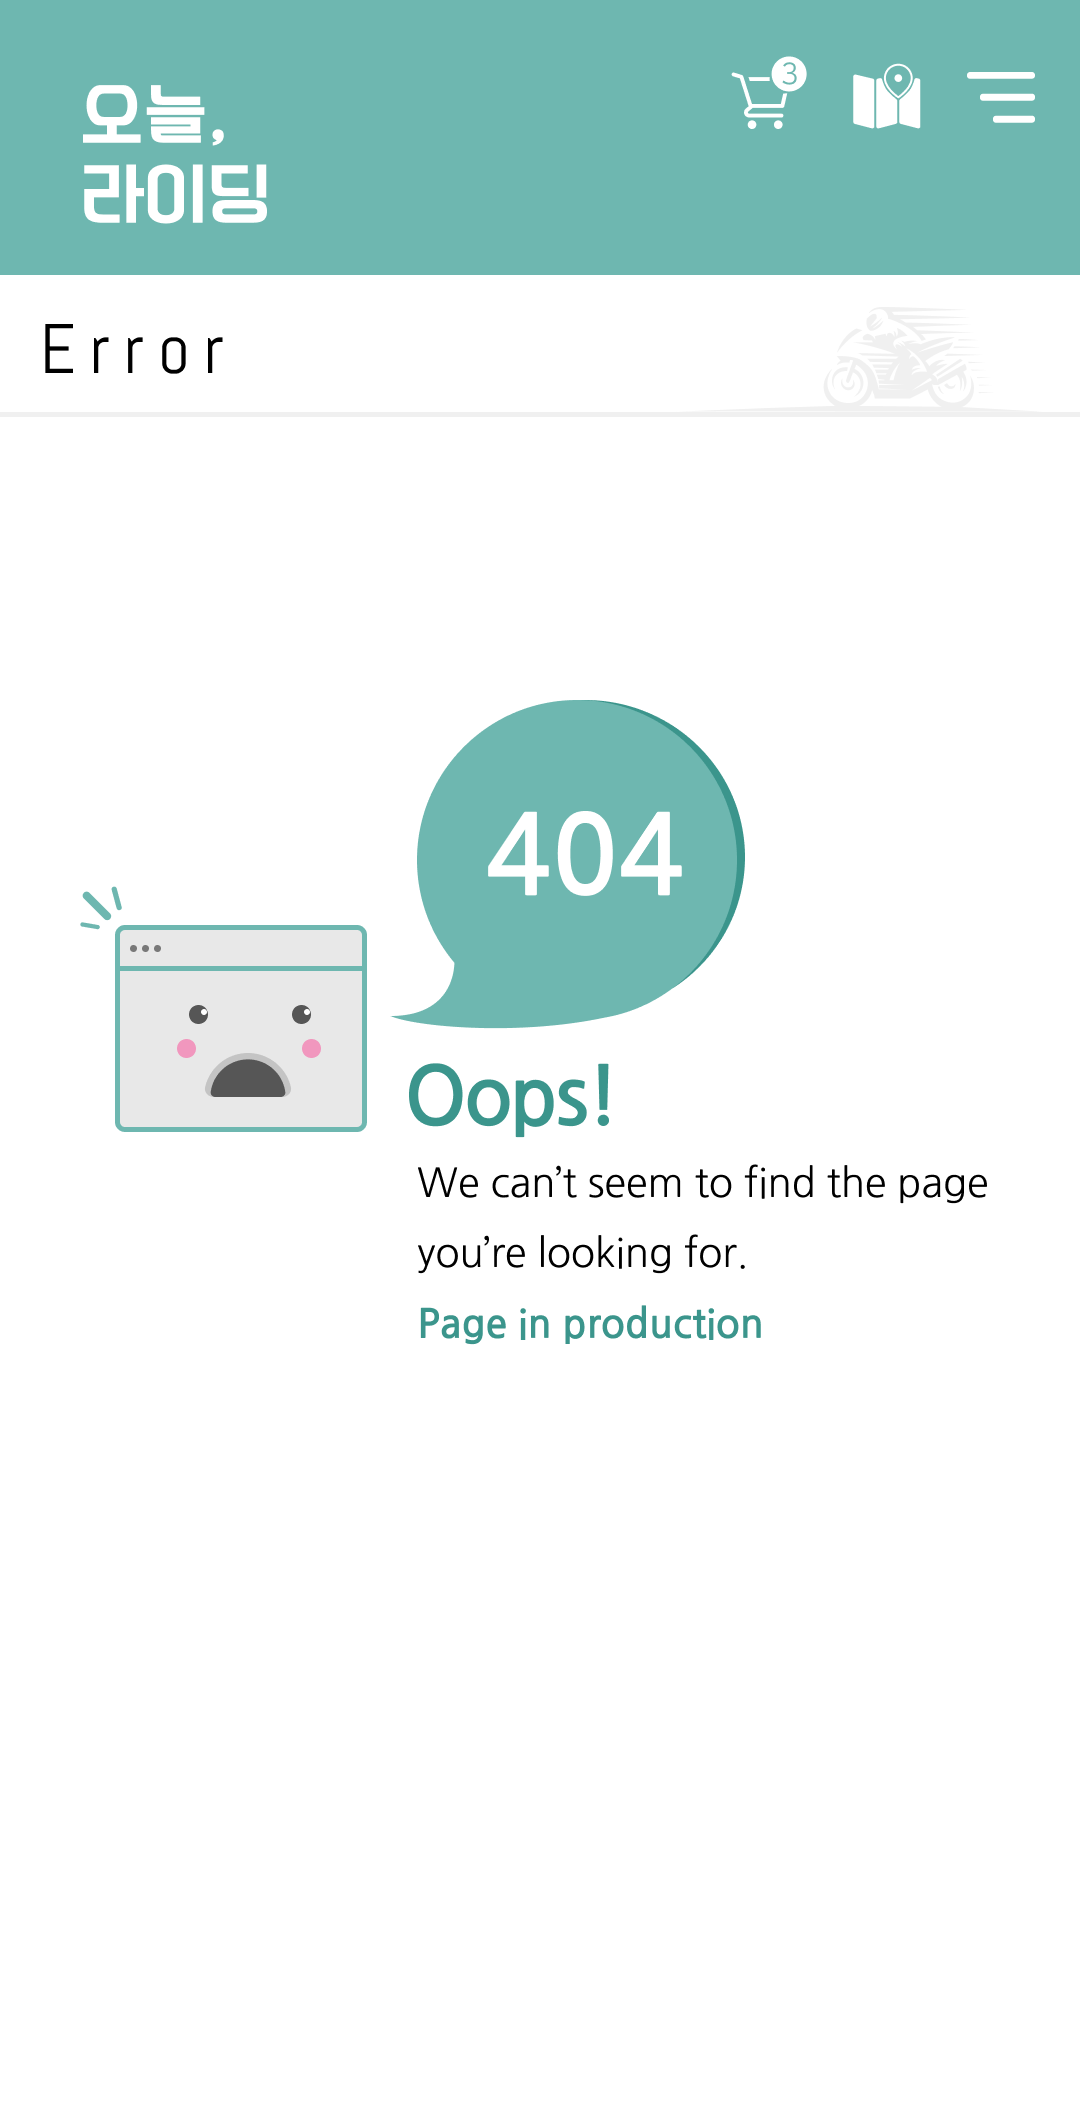 오늘,
라이딩
3
Error
404
Oops!
We can’t seem to find the page
you’re looking for.
Page in production